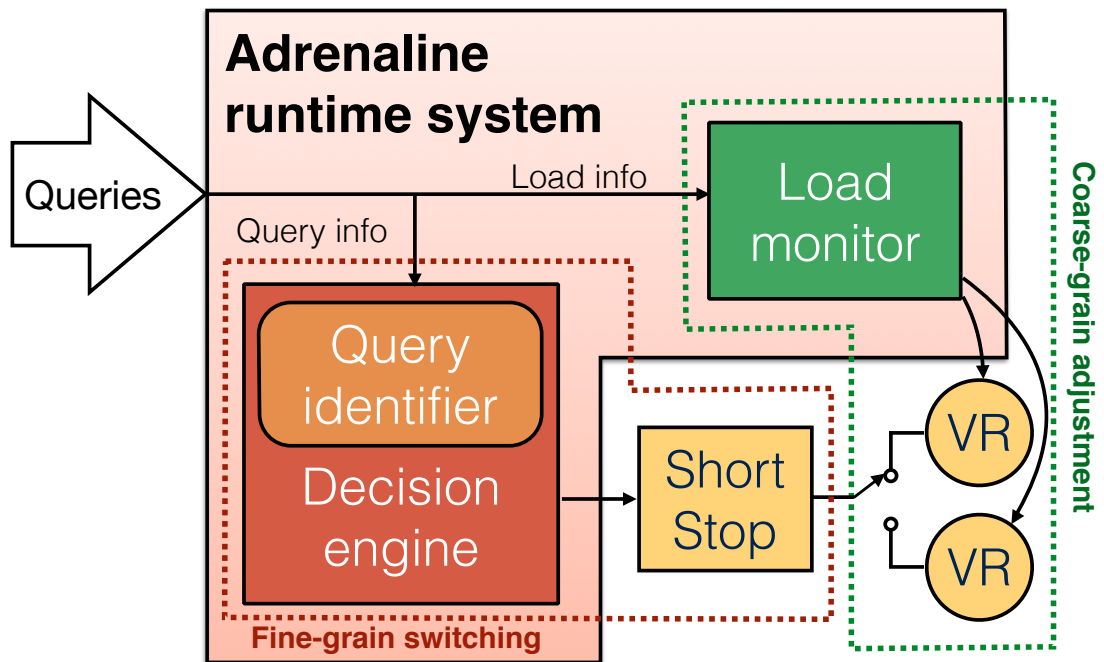 Adrenaline
runtime system
Queries
Load info
Query info
Load
monitor
Coarse-grain adjustment
Query
identifier
Decision
engine
Short
Stop
VR
VR
Fine-grain switching